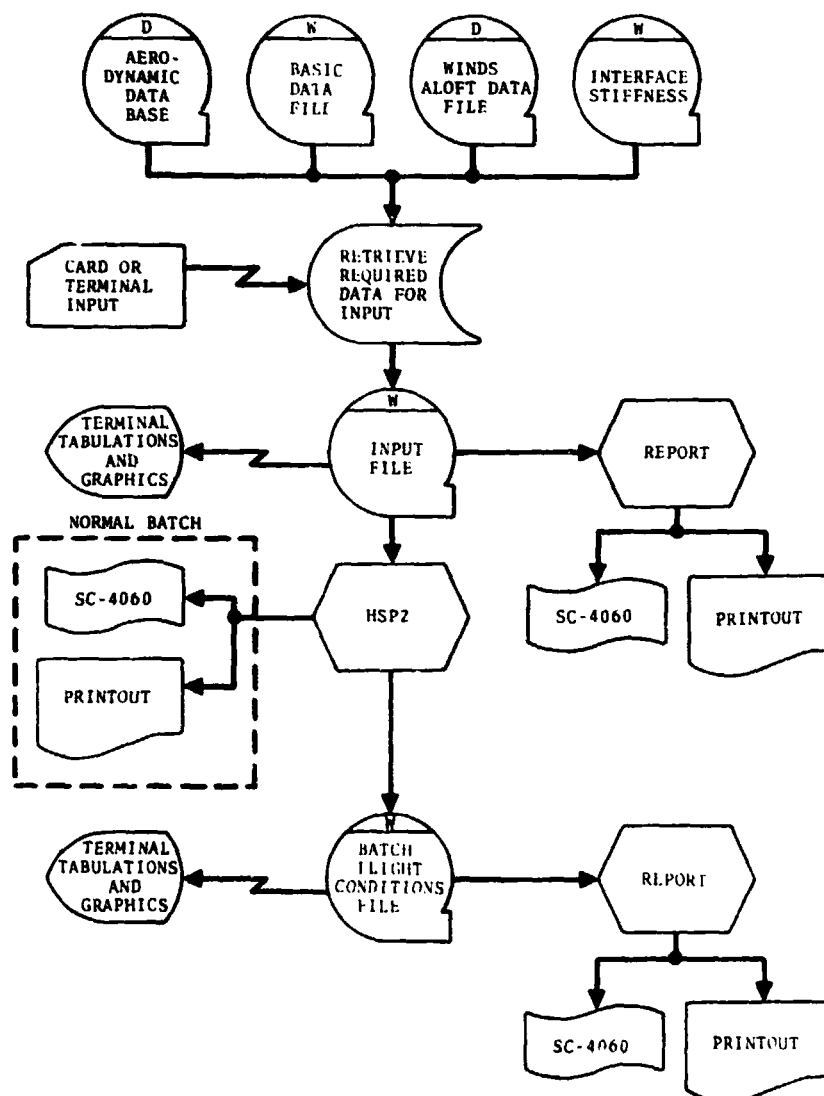 D
AERO-
DYNAMIC
DATA
BASE
W
BASIC
DATA
FILE
D
WINDS
ALOFT DATA
FILE
W
INTERFACE
STIFFNESS
CARD OR
TERMINAL
INPUT
RETRIEVE
REQUIRED
DATA FOR
INPUT
TERMINAL
TABULATIONS
AND
GRAPHICS
W
INPUT
FILE
REPORT
NORMAL BATCH
SC-4060
PRINTOUT
HSP2
SC-4060
PRINTOUT
TERMINAL
TABULATIONS
AND
GRAPHICS
W
BATCH
FLIGHT
CONDITIONS
FILE
REPORT
SC-4060
PRINTOUT